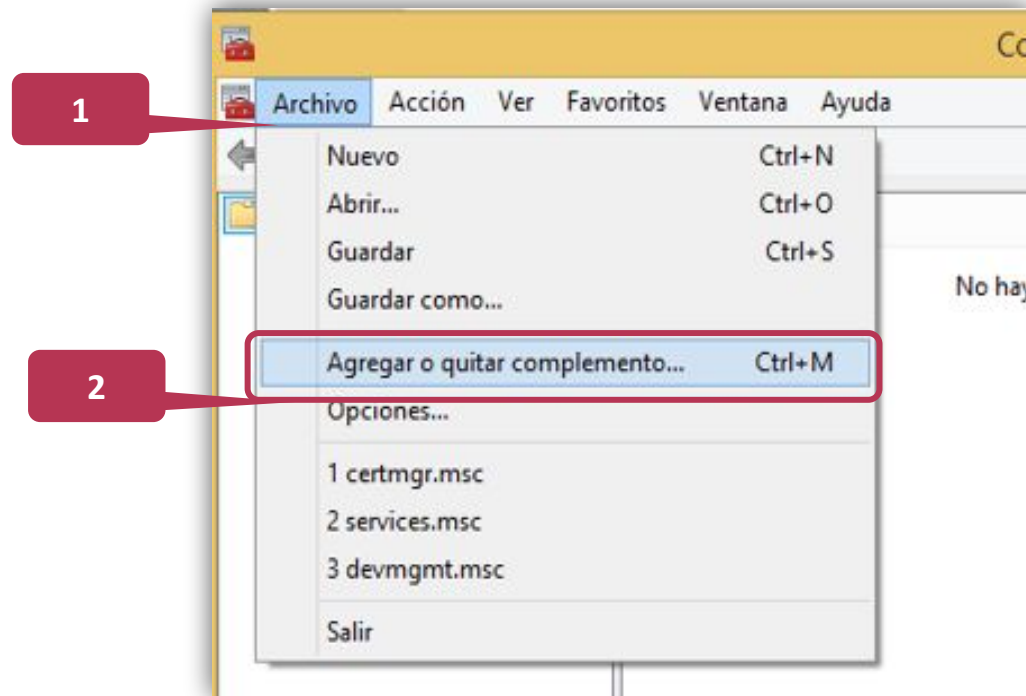 Co
1
Archivo Acción Ver Favoritos Ventana Ayuda
Nuevo Ctrl+N
Abrir... Ctrl+O
Guardar Ctrl+S
Guardar como...
No hay
2
Agregar o quitar complemento... Ctrl+M
Opciones...
1 certmgr.msc
2 services.msc
3 devmgmt.msc
Salir